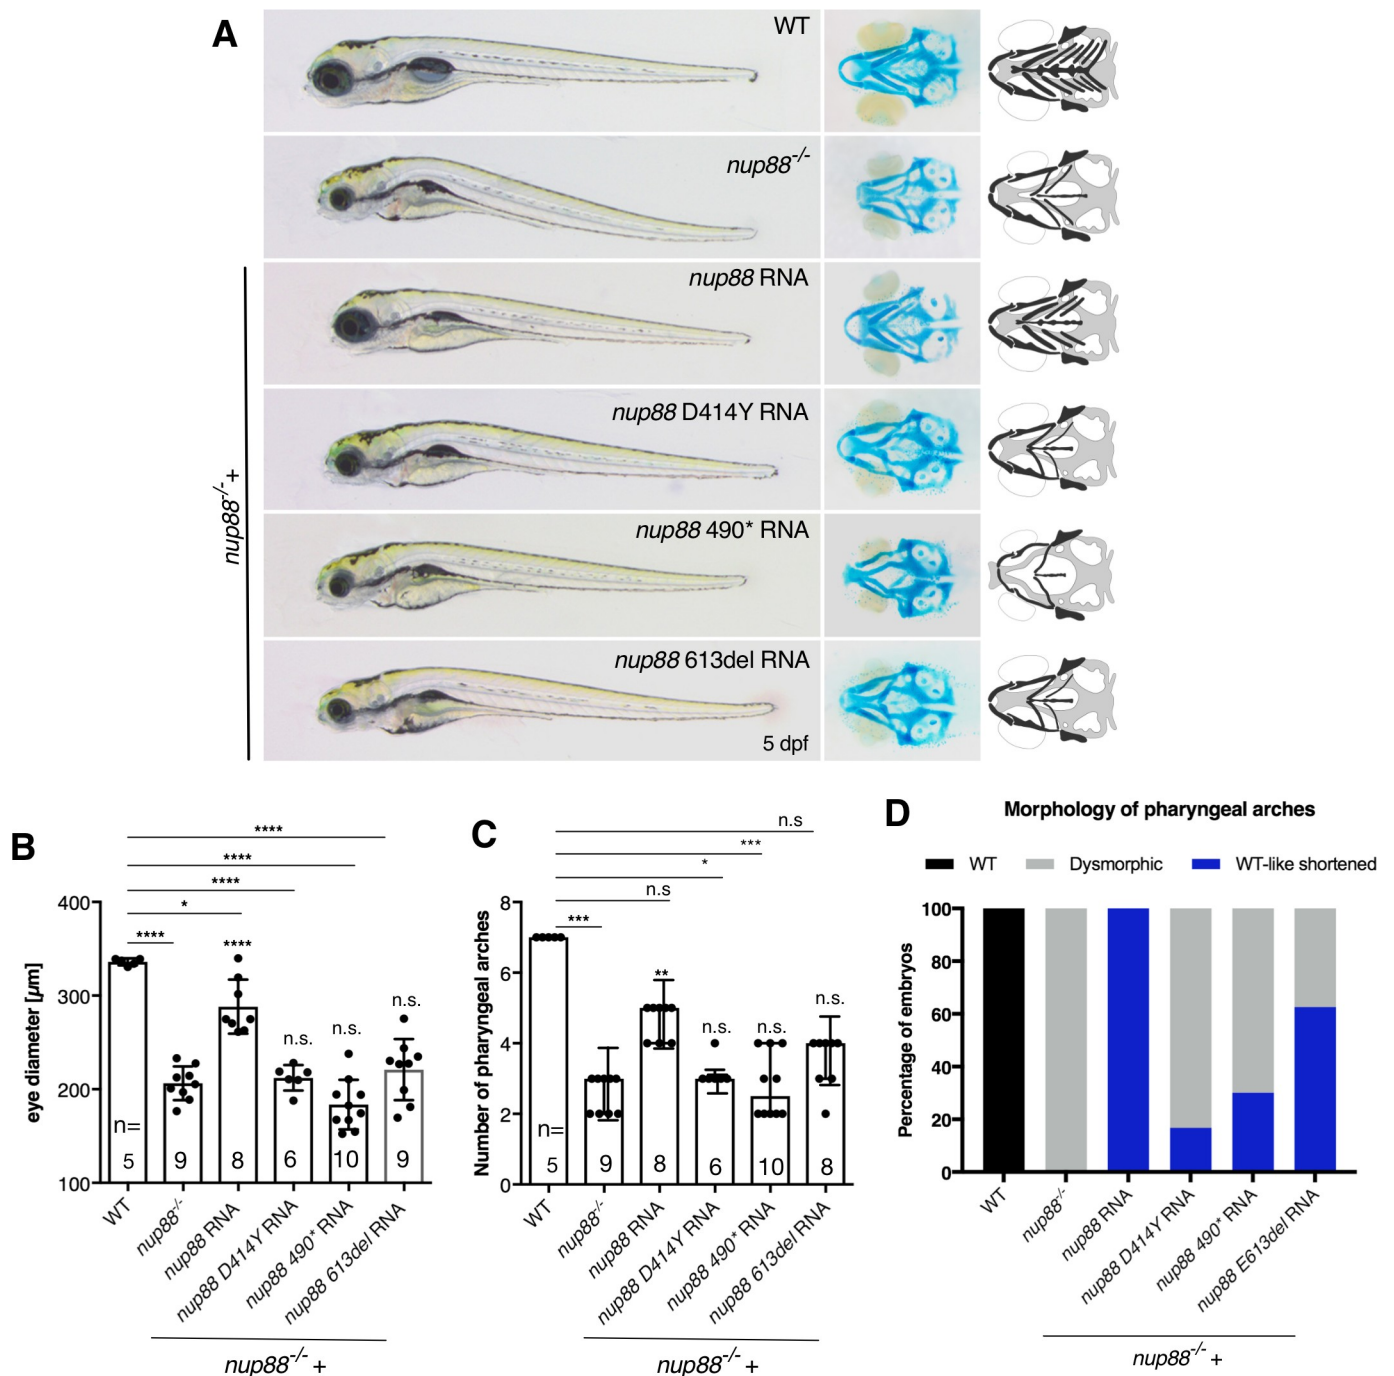 A
WT
nup88-/-
nup88 RNA
nup88 D414Y RNA
nup88 490* RNA
nup88 613del RNA
5 dpf
nup88-/- +
B
****
****
****
*
****
****
n.s.
n.s.
n.s.
eye diameter [µm]
400
300
200
100
n=
5
9
8
6
10
9
WT
nup88-/-
nup88 RNA
nup88 D414Y RNA
nup88 490* RNA
nup88 613del RNA
nup88-/- +
C
n.s
***
*
n.s
***
**
n.s.
n.s.
n.s.
Number of pharyngeal arches
8
6
4
2
0
n=
5
9
8
6
10
8
WT
nup88-/-
nup88 RNA
nup88 D414Y RNA
nup88 490* RNA
nup88 613del RNA
nup88-/- +
D
Morphology of pharyngeal arches
WT
Dysmorphic
WT-like shortened
Percentage of embryos
100
80
60
40
20
0
WT
nup88-/-
nup88 RNA
nup88 D414Y RNA
nup88 490* RNA
nup88 E613del RNA
nup88-/- +